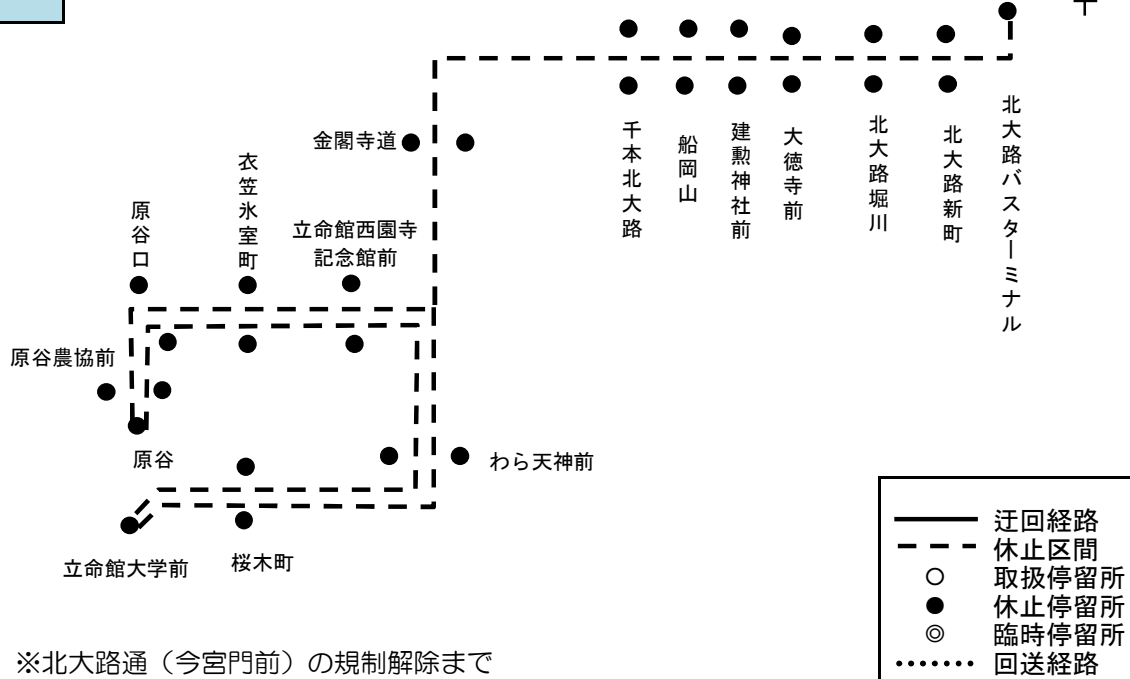 金閣寺道
衣笠氷室町
原谷口
立命館西園寺
記念館前
千本北大路
船岡山
建勲神社前
大徳寺前
北大路堀川
北大路新町
北大路バスターミナル
原谷農協前
原谷
わら天神前
立命館大学前
桜木町
迂回経路
休止区間
取扱停留所
休止停留所
臨時停留所
回送経路
※北大路通（今宮門前）の規制解除まで